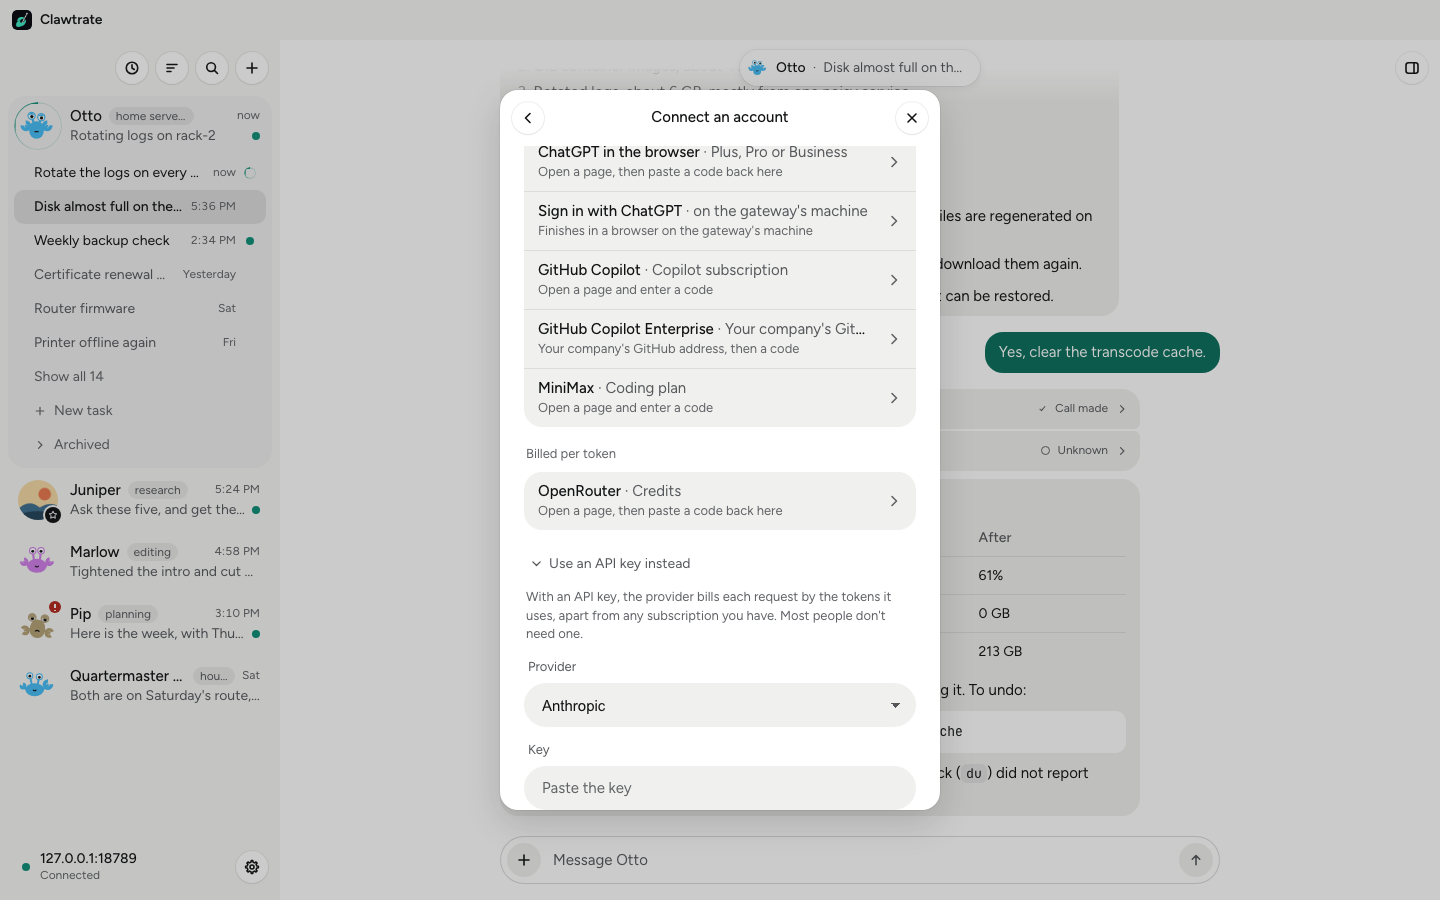 Clawtrate
Otto
home serve...
now
Rotating logs on rack-2
Rotate the logs on every ...
now
Disk almost full on the...
5:36 PM
Weekly backup check
2:34 PM
Certificate renewal ...
Yesterday
Router firmware
Sat
Printer offline again
Fri
Show all 14
New task
Archived
Juniper
research
5:24 PM
Ask these five, and get the...
Marlow
editing
4:58 PM
Tightened the intro and cut ...
Pip
planning
3:10 PM
Here is the week, with Thu...
Quartermaster ...
hou...
Sat
Both are on Saturday's route,...
127.0.0.1:18789
Connected
Otto · Disk almost full on th...
Connect an account
ChatGPT in the browser · Plus, Pro or Business
Open a page, then paste a code back here
Sign in with ChatGPT · on the gateway's machine
Finishes in a browser on the gateway's machine
GitHub Copilot · Copilot subscription
Open a page and enter a code
GitHub Copilot Enterprise · Your company's Git...
Your company's GitHub address, then a code
MiniMax · Coding plan
Open a page and enter a code
Billed per token
OpenRouter · Credits
Open a page, then paste a code back here
Use an API key instead
With an API key, the provider bills each request by the tokens it
uses, apart from any subscription you have. Most people don't
need one.
Provider
Anthropic
Key
Paste the key
are regenerated on
download them again.
can be restored.
Yes, clear the transcode cache.
Call made
Unknown
After
61%
0 GB
213 GB
it. To undo:
che
(du) did not report
Message Otto